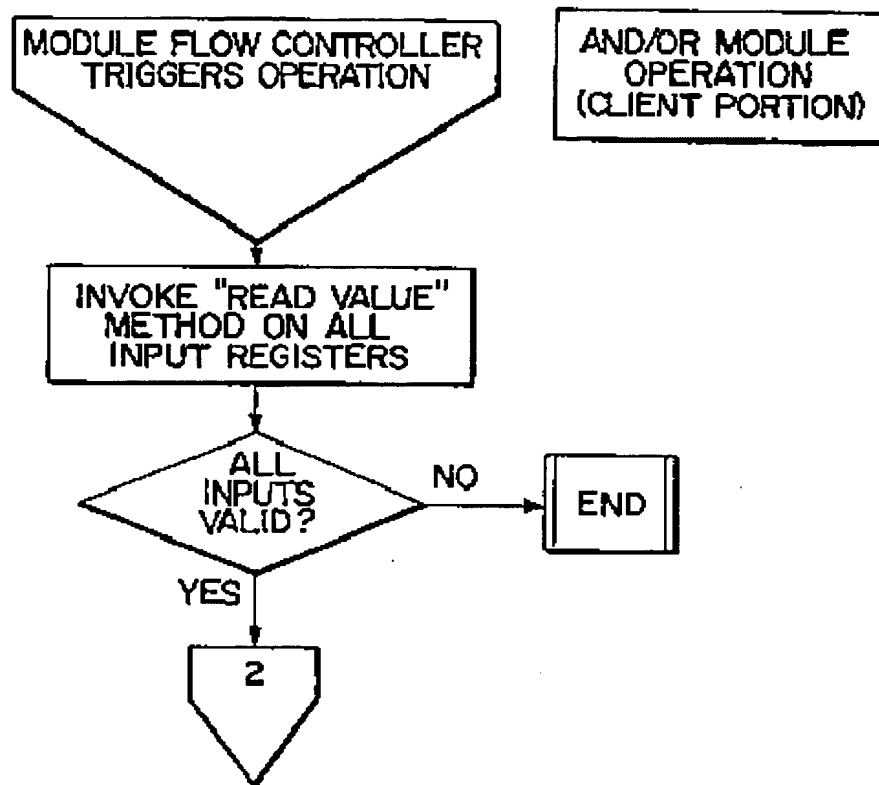 MODULE FLOW CONTROLLER
TRIGGERS OPERATION
AND/OR MODULE
OPERATION
(CLIENT PORTION)
INVOKE "READ VALUE"
METHOD ON ALL
INPUT REGISTERS
ALL
INPUTS
VALID?
NO
END
YES
2